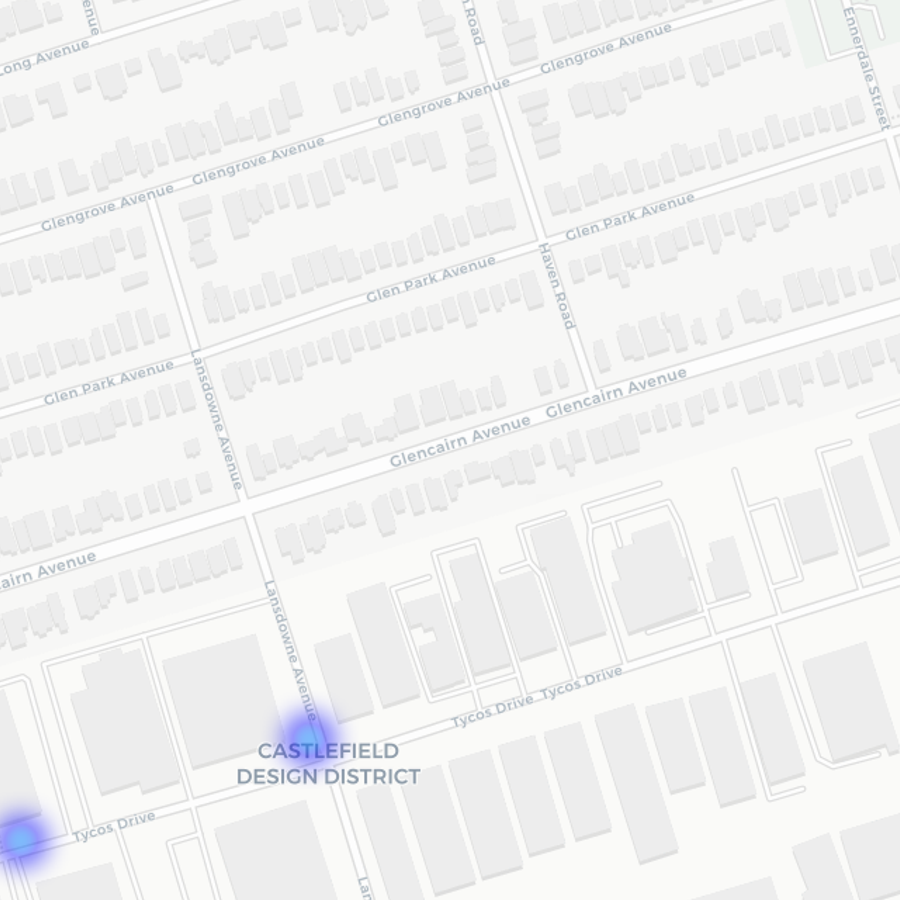 Long Avenue
enue
Road
Glengrove Avenue
Ennerdale Street
Glengrove Avenue
Glengrove Avenue
Glengrove Avenue
Glen Park Avenue
Glen Park Avenue
Haven Road
Glen Park Avenue
Lansdowne Avenue
Glencairn Avenue
Glencairn Avenue
airn Avenue
Lansdowne Avenue
Tycos Drive
Tycos Drive
CASTLEFIELD
DESIGN DISTRICT
Tycos Drive
Lan